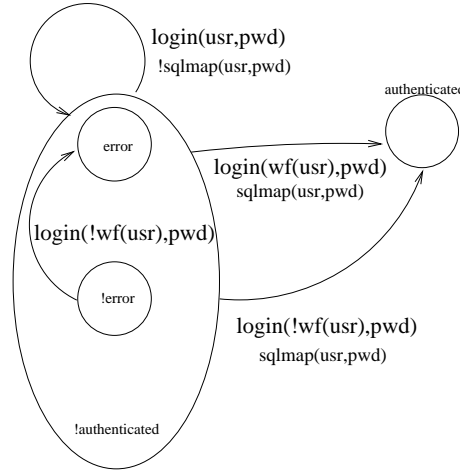 login(usr,pwd)
!sqlmap(usr,pwd)
authenticated
error
login(wf(usr),pwd)
sqlmap(usr,pwd)
login(!wf(usr),pwd)
!error
login(!wf(usr),pwd)
sqlmap(usr,pwd)
!authenticated